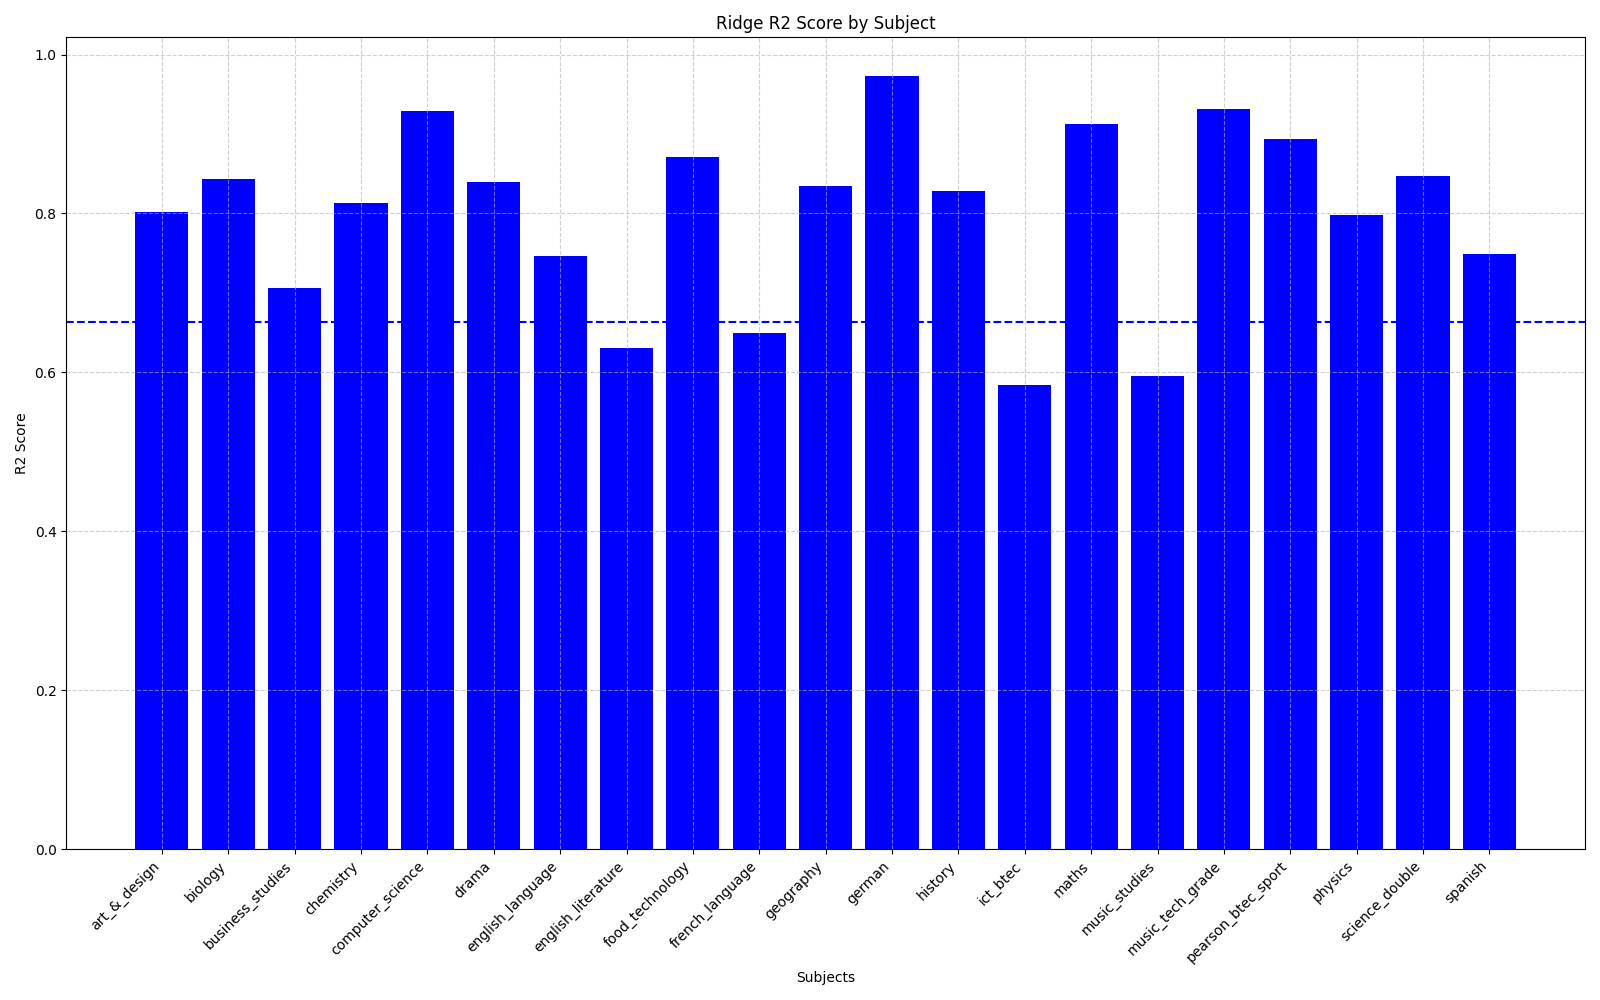 Ridge R2 Score by Subject
1.0
0.8
0.6
0.4
0.2
0.0
R2 Score
art_&_design
biology
business_studies
chemistry
computer_science
drama
english_language
english_literature
food_technology
french_language
geography
german
history
ict_btec
maths
music_studies
music_tech_grade
pearson_btec_sport
physics
science_double
spanish
Subjects